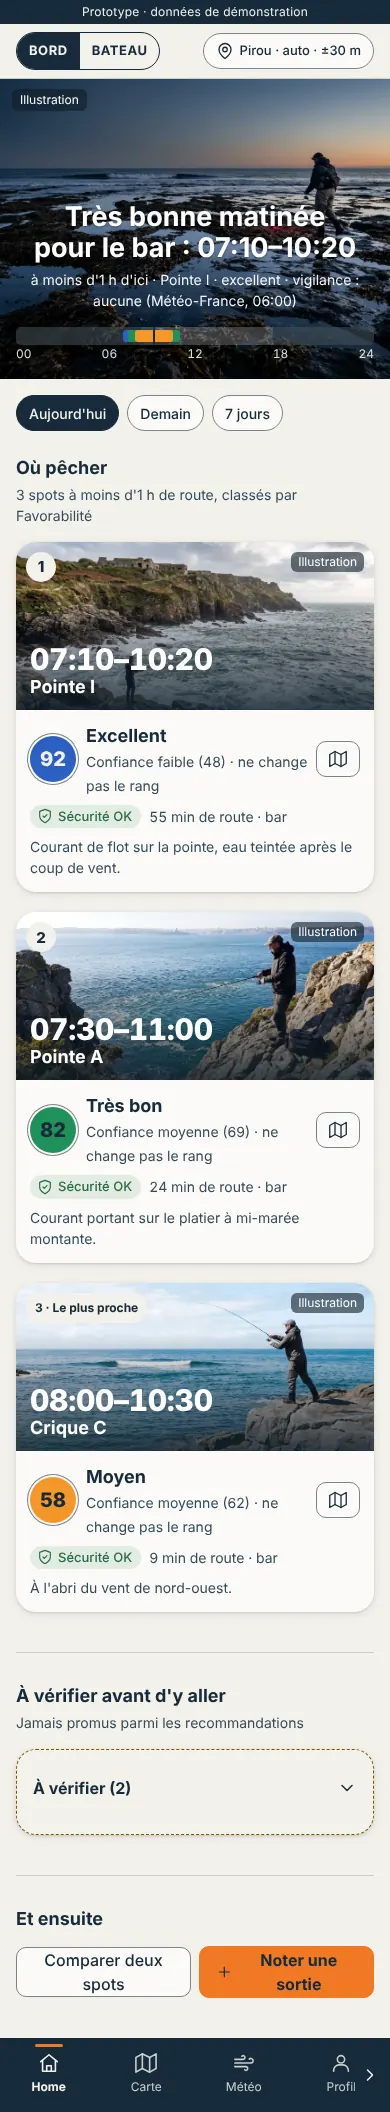 Prototype · données de démonstration
BORD BATEAU Pirou · auto · ±30 m
Illustration
Très bonne matinée
pour le bar : 07:10–10:20
à moins d'1 h d'ici · Pointe I · excellent · vigilance :
aucune (Météo-France, 06:00)
00 06 12 18 24
Aujourd'hui Demain 7 jours
Où pêcher
3 spots à moins d'1 h de route, classés par
Favorabilité
1 Illustration
07:10–10:20
Pointe I
92 Excellent
Confiance faible (48) · ne change
pas le rang
Sécurité OK 55 min de route · bar
Courant de flot sur la pointe, eau teintée après le
coup de vent.
2 Illustration
07:30–11:00
Pointe A
82 Très bon
Confiance moyenne (69) · ne
change pas le rang
Sécurité OK 24 min de route · bar
Courant portant sur le platier à mi-marée
montante.
3 · Le plus proche Illustration
08:00–10:30
Crique C
58 Moyen
Confiance moyenne (62) · ne
change pas le rang
Sécurité OK 9 min de route · bar
À l'abri du vent de nord-ouest.
À vérifier avant d'y aller
Jamais promus parmi les recommandations
À vérifier (2)
Et ensuite
Comparer deux
spots
+ Noter une
sortie
Home Carte Météo Profil